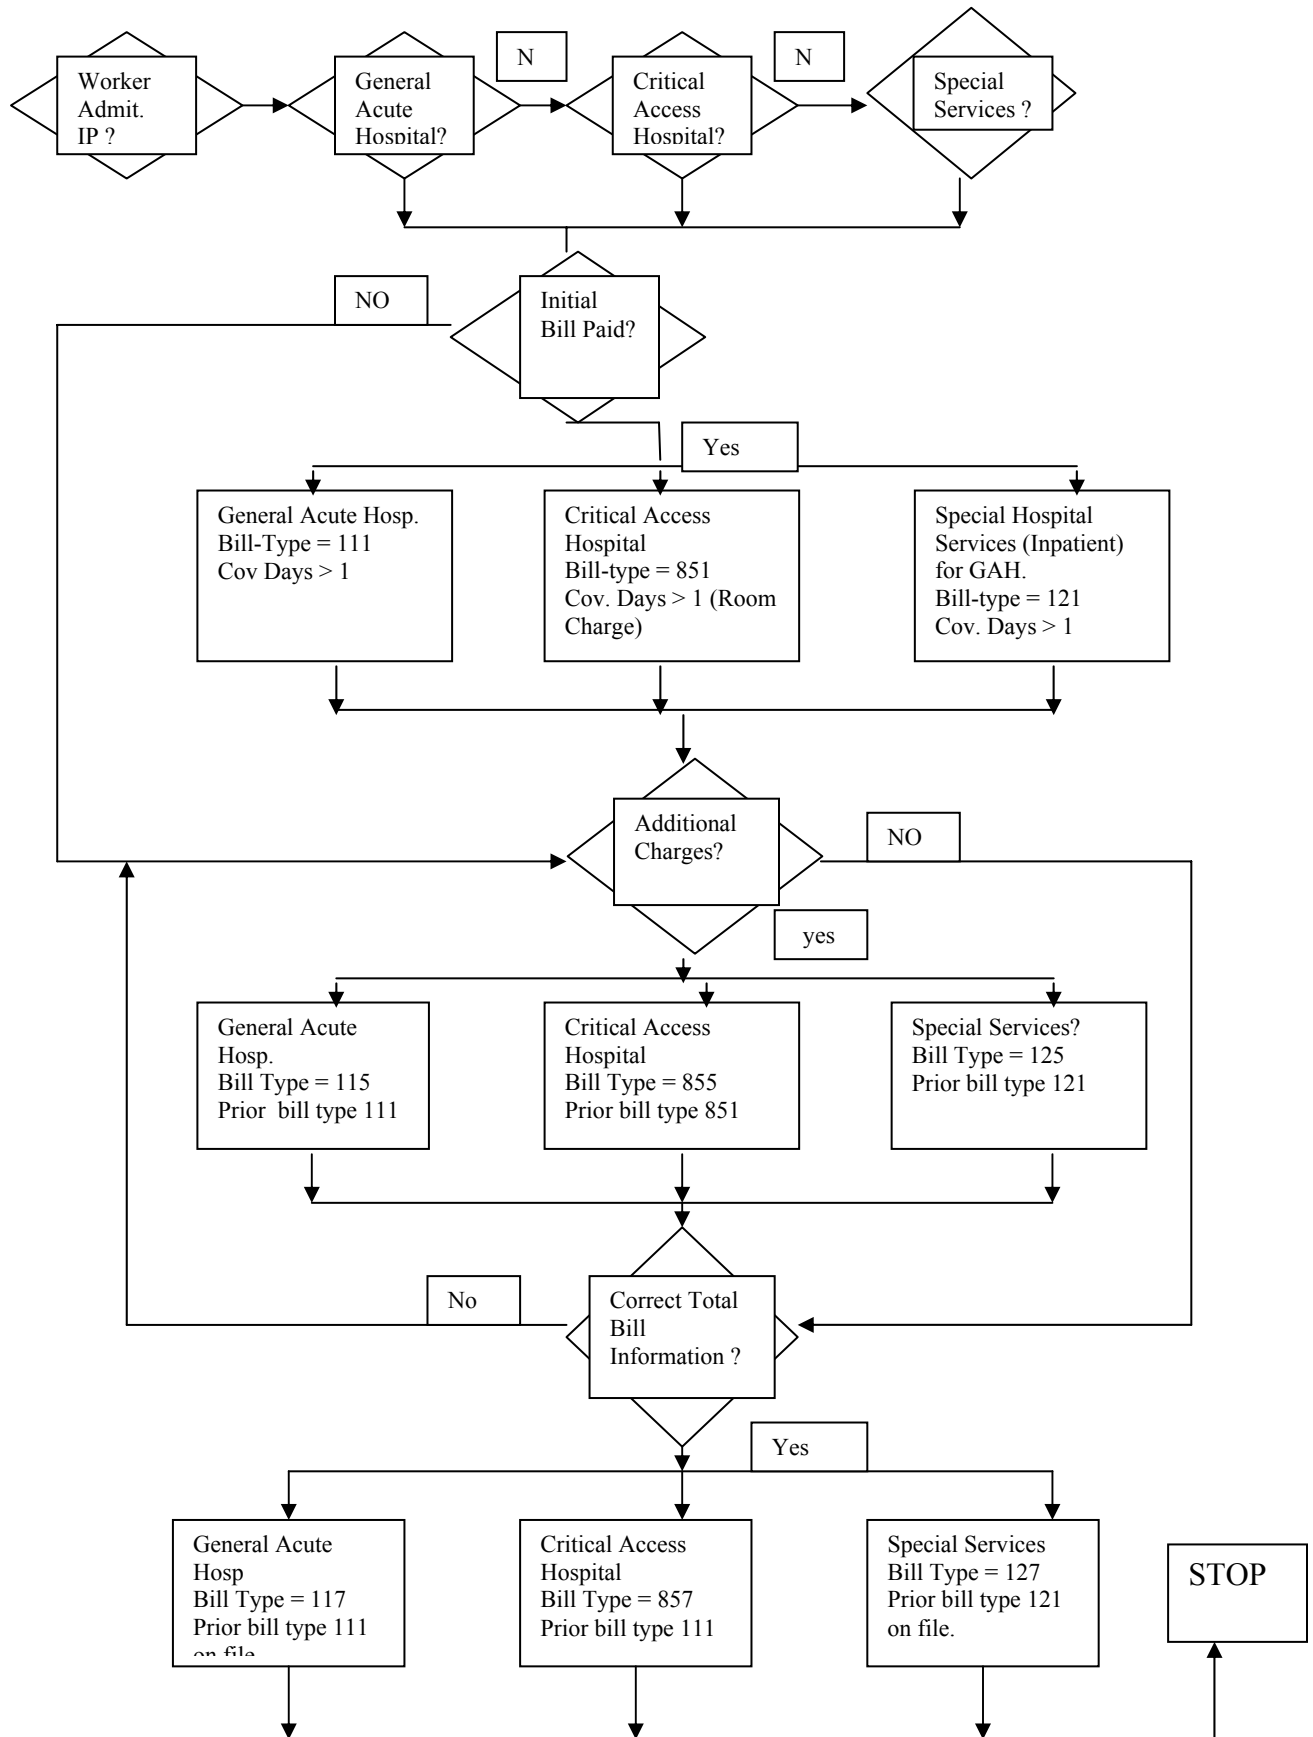 Worker
Admit.
IP ?
General
Acute
Hospital?
N
Critical
Access
Hospital?
N
Special
Services ?
NO
Initial
Bill Paid?
Yes
General Acute Hosp.
Bill-Type = 111
Cov Days > 1
Critical Access
Hospital
Bill-type = 851
Cov. Days > 1 (Room
Charge)
Special Hospital
Services (Inpatient)
for GAH.
Bill-type = 121
Cov. Days > 1
Additional
Charges?
NO
yes
General Acute
Hosp.
Bill Type = 115
Prior bill type 111
Critical Access
Hospital
Bill Type = 855
Prior bill type 851
Special Services?
Bill Type = 125
Prior bill type 121
No
Correct Total
Bill
Information ?
Yes
General Acute
Hosp
Bill Type = 117
Prior bill type 111
on file
Critical Access
Hospital
Bill Type = 857
Prior bill type 111
Special Services
Bill Type = 127
Prior bill type 121
on file.
STOP